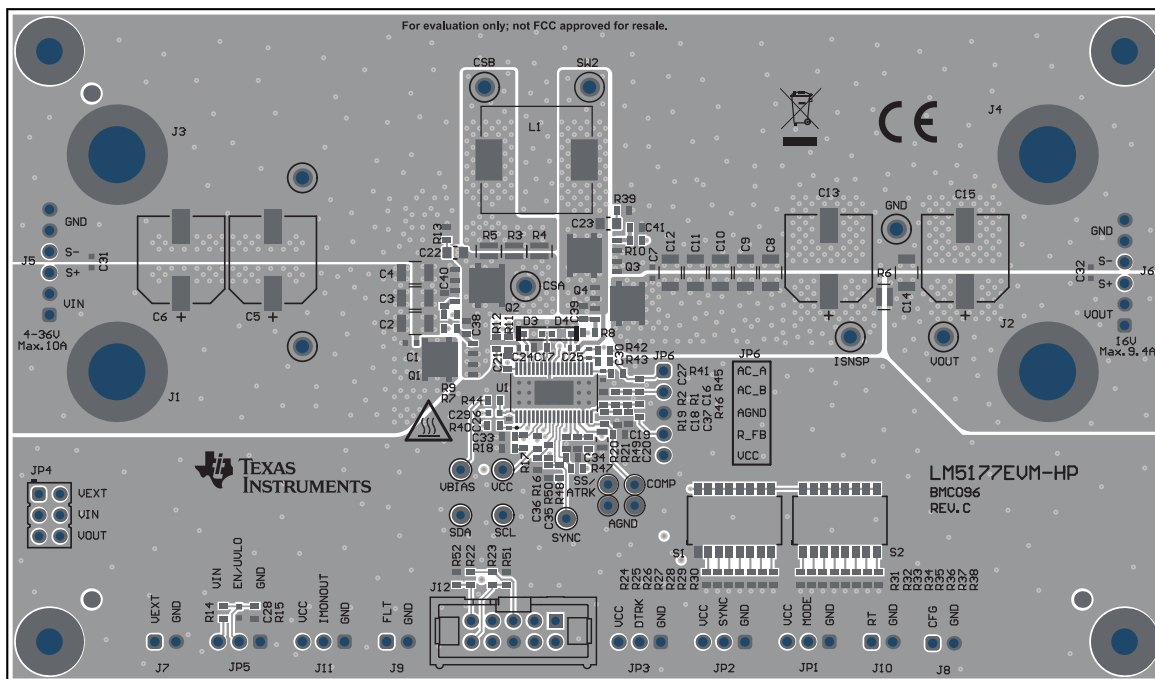 For evaluation only; not FCC approved for resale.
CSB
SW2
L1
J3
J4
GND
S-
J5
S+
VIN
4-36V
Max.10A
C31
C6 +
C5 +
J1
R13
C22
C40
C4
C3
C2
C1
Q1
C38
R5
R3
R4
Q2
CSA
R12
R11
D3
D4
C21
C24
C17
C25
R39
C23
C41
R10
C7
Q3
Q4
C39
R8
C30
R42
R43
C12
C11
C10
C9
C8
C13
+
GND
C15
+
R6
C14
ISNSP
VOUT
J2
C32
GND
S-
S+
J6
VOUT
16V
Max.9.4A
R9
R7
U1
R44
C29
C26
R40
C33
R18
R17
JP6
C27
R41
R2
R1
C16
R45
R19
C18
C37
R46
C19
R20
R21
R49
C20
C34
R47
JP6
AC_A
AC_B
AGND
R_FB
VCC
TEXAS
INSTRUMENTS
VBIAS
VCC
SDA
SCL
C36
R16
C35
R50
R48
SYNC
SS/
ATRK
COMP
AGND
LM5177EVM-HP
BMC096
REV.C
JP4
VEXT
VIN
VOUT
S1
S2
R52
R22
R23
R51
J12
R24
R25
R26
R27
R28
R29
R30
R31
R32
R33
R34
R35
R36
R37
R38
VEXT
GND
J7
VIN
EN/UVLO
GND
R14
C28
R15
JP5
VCC
IMONOUT
GND
J11
FLT
GND
J9
VCC
DTRK
GND
JP3
VCC
SYNC
GND
JP2
VCC
MODE
GND
JP1
RT
GND
J10
CFG
GND
J8